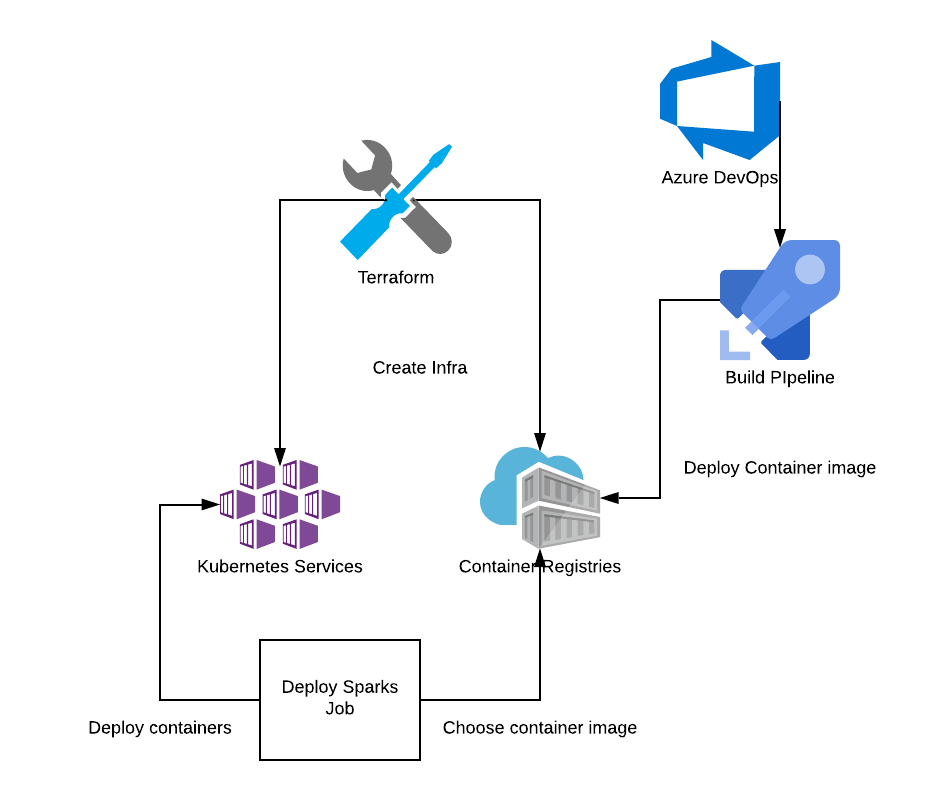 Azure DevOps
Terraform
Create Infra
Build PIpeline
Deploy Container image
Kubernetes Services
Container Registries
Deploy Sparks
Job
Deploy containers
Choose container image